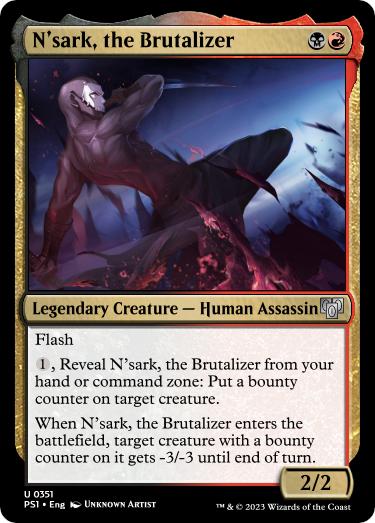 N'sark, the Brutalizer
Legendary Creature — Human Assassin
Flash
1, Reveal N'sark, the Brutalizer from your
hand or command zone: Put a bounty
counter on target creature.
When N'sark, the Brutalizer enters the
battlefield, target creature with a bounty
counter on it gets -3/-3 until end of turn.
2/2
U 0351
PS1 • Eng Unknown Artist
™ & © 2023 Wizards of the Coast